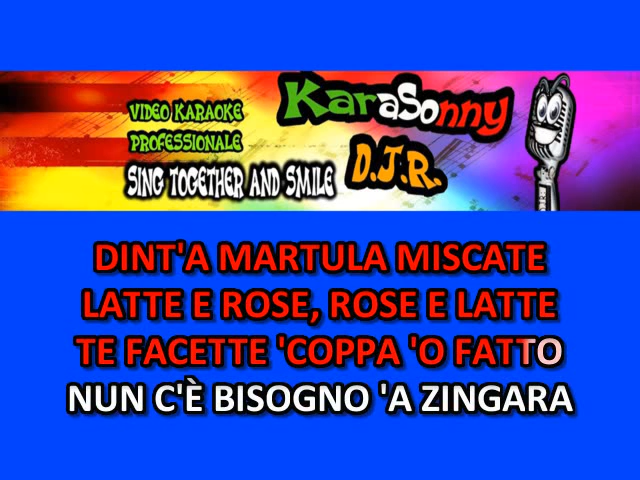 VIDEO KARAOKE
PROFESSIONALE
SING TOGETHER AND SMILE
KaraSonny
D.J.R.
DINT'A MARTULA MISCATE
LATTE E ROSE, ROSE E LATTE
TE FACETTE 'COPPA 'O FATTO
NUN C'È BISOGNO 'A ZINGARA